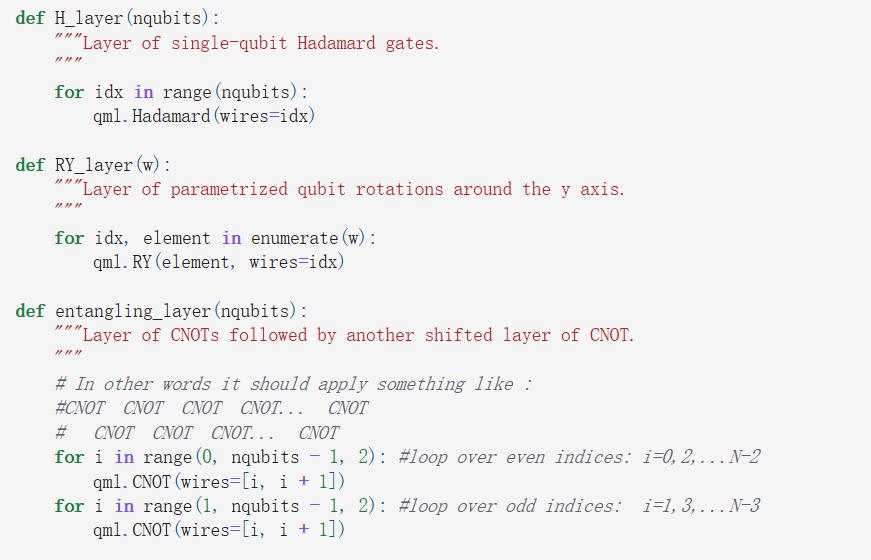 def H_layer(nqubits):
    """Layer of single-qubit Hadamard gates.
    """
    for idx in range(nqubits):
        qml.Hadamard(wires=idx)

def RY_layer(w):
    """Layer of parametrized qubit rotations around the y axis.
    """
    for idx, element in enumerate(w):
        qml.RY(element, wires=idx)

def entangling_layer(nqubits):
    """Layer of CNOTs followed by another shifted layer of CNOT.
    """
    # In other words it should apply something like :
    #CNOT  CNOT  CNOT  CNOT...  CNOT
    #   CNOT  CNOT  CNOT...  CNOT
    for i in range(0, nqubits - 1, 2): #loop over even indices: i=0,2,...N-2
        qml.CNOT(wires=[i, i + 1])
    for i in range(1, nqubits - 1, 2): #loop over odd indices:  i=1,3,...N-3
        qml.CNOT(wires=[i, i + 1])